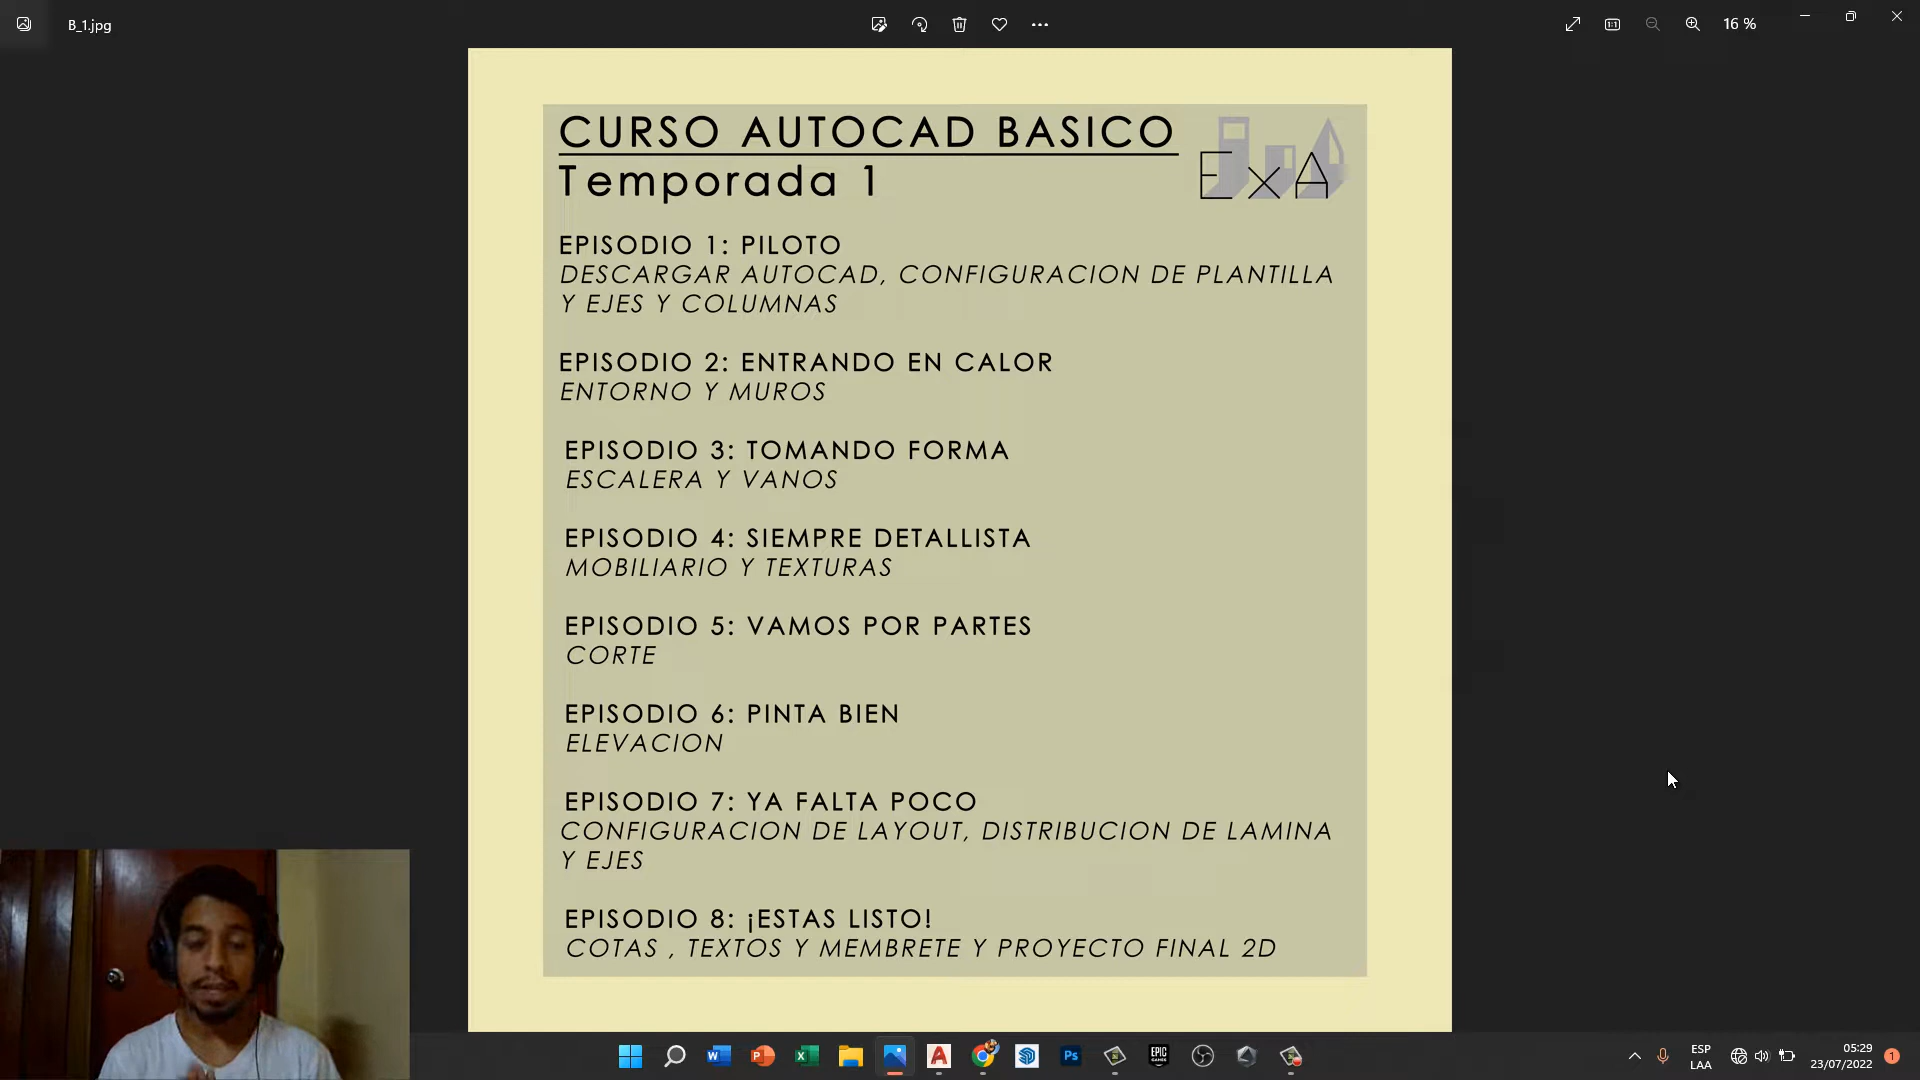 B_1.jpg
16 %
CURSO AUTOCAD BASICO
Temporada 1
ExA
EPISODIO 1: PILOTO
DESCARGAR AUTOCAD, CONFIGURACION DE PLANTILLA
Y EJES Y COLUMNAS
EPISODIO 2: ENTRANDO EN CALOR
ENTORNO Y MUROS
EPISODIO 3: TOMANDO FORMA
ESCALERA Y VANOS
EPISODIO 4: SIEMPRE DETALLISTA
MOBILIARIO Y TEXTURAS
EPISODIO 5: VAMOS POR PARTES
CORTE
EPISODIO 6: PINTA BIEN
ELEVACION
EPISODIO 7: YA FALTA POCO
CONFIGURACION DE LAYOUT, DISTRIBUCION DE LAMINA
Y EJES
EPISODIO 8: ¡ESTAS LISTO!
COTAS , TEXTOS Y MEMBRETE Y PROYECTO FINAL 2D
ESP
LAA
05:29
23/07/2022
1